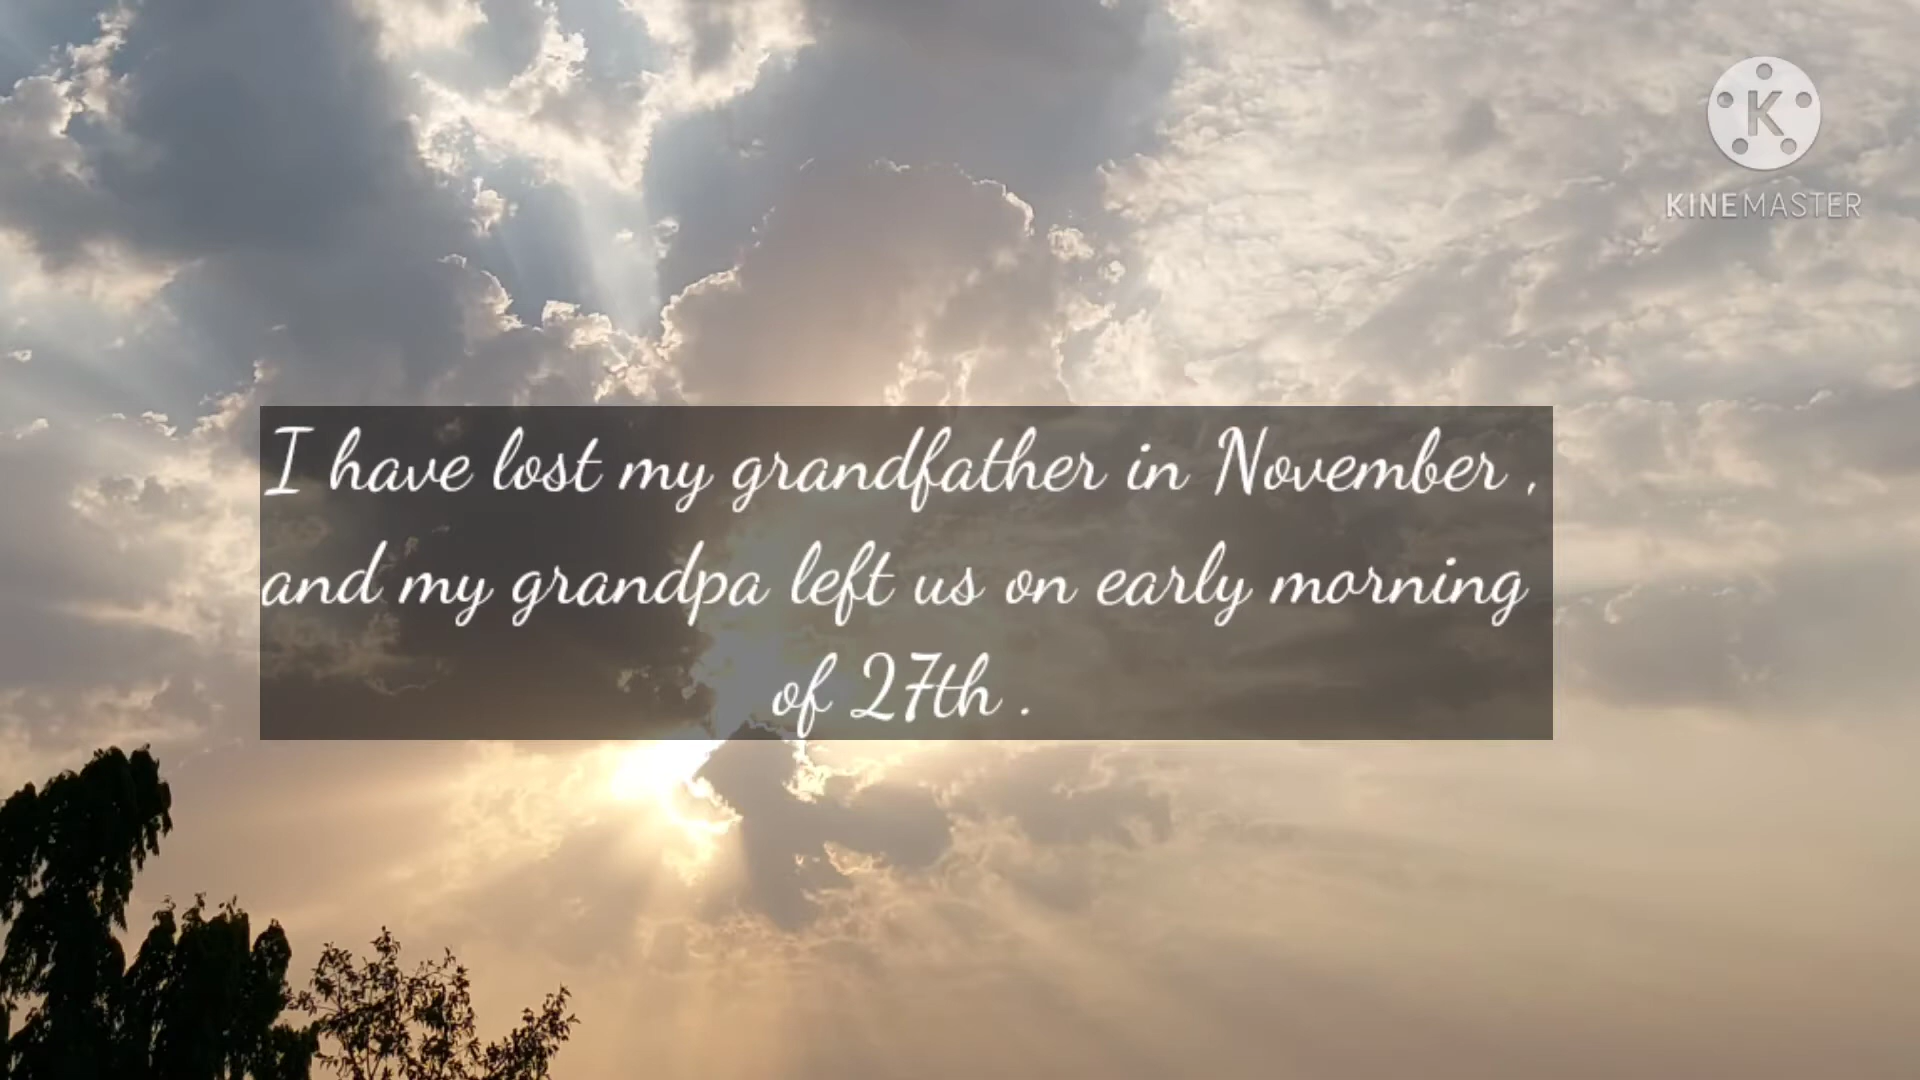 K
KINEMASTER
I have lost my grandfather in November ,
and my grandpa left us on early morning
of 27th .